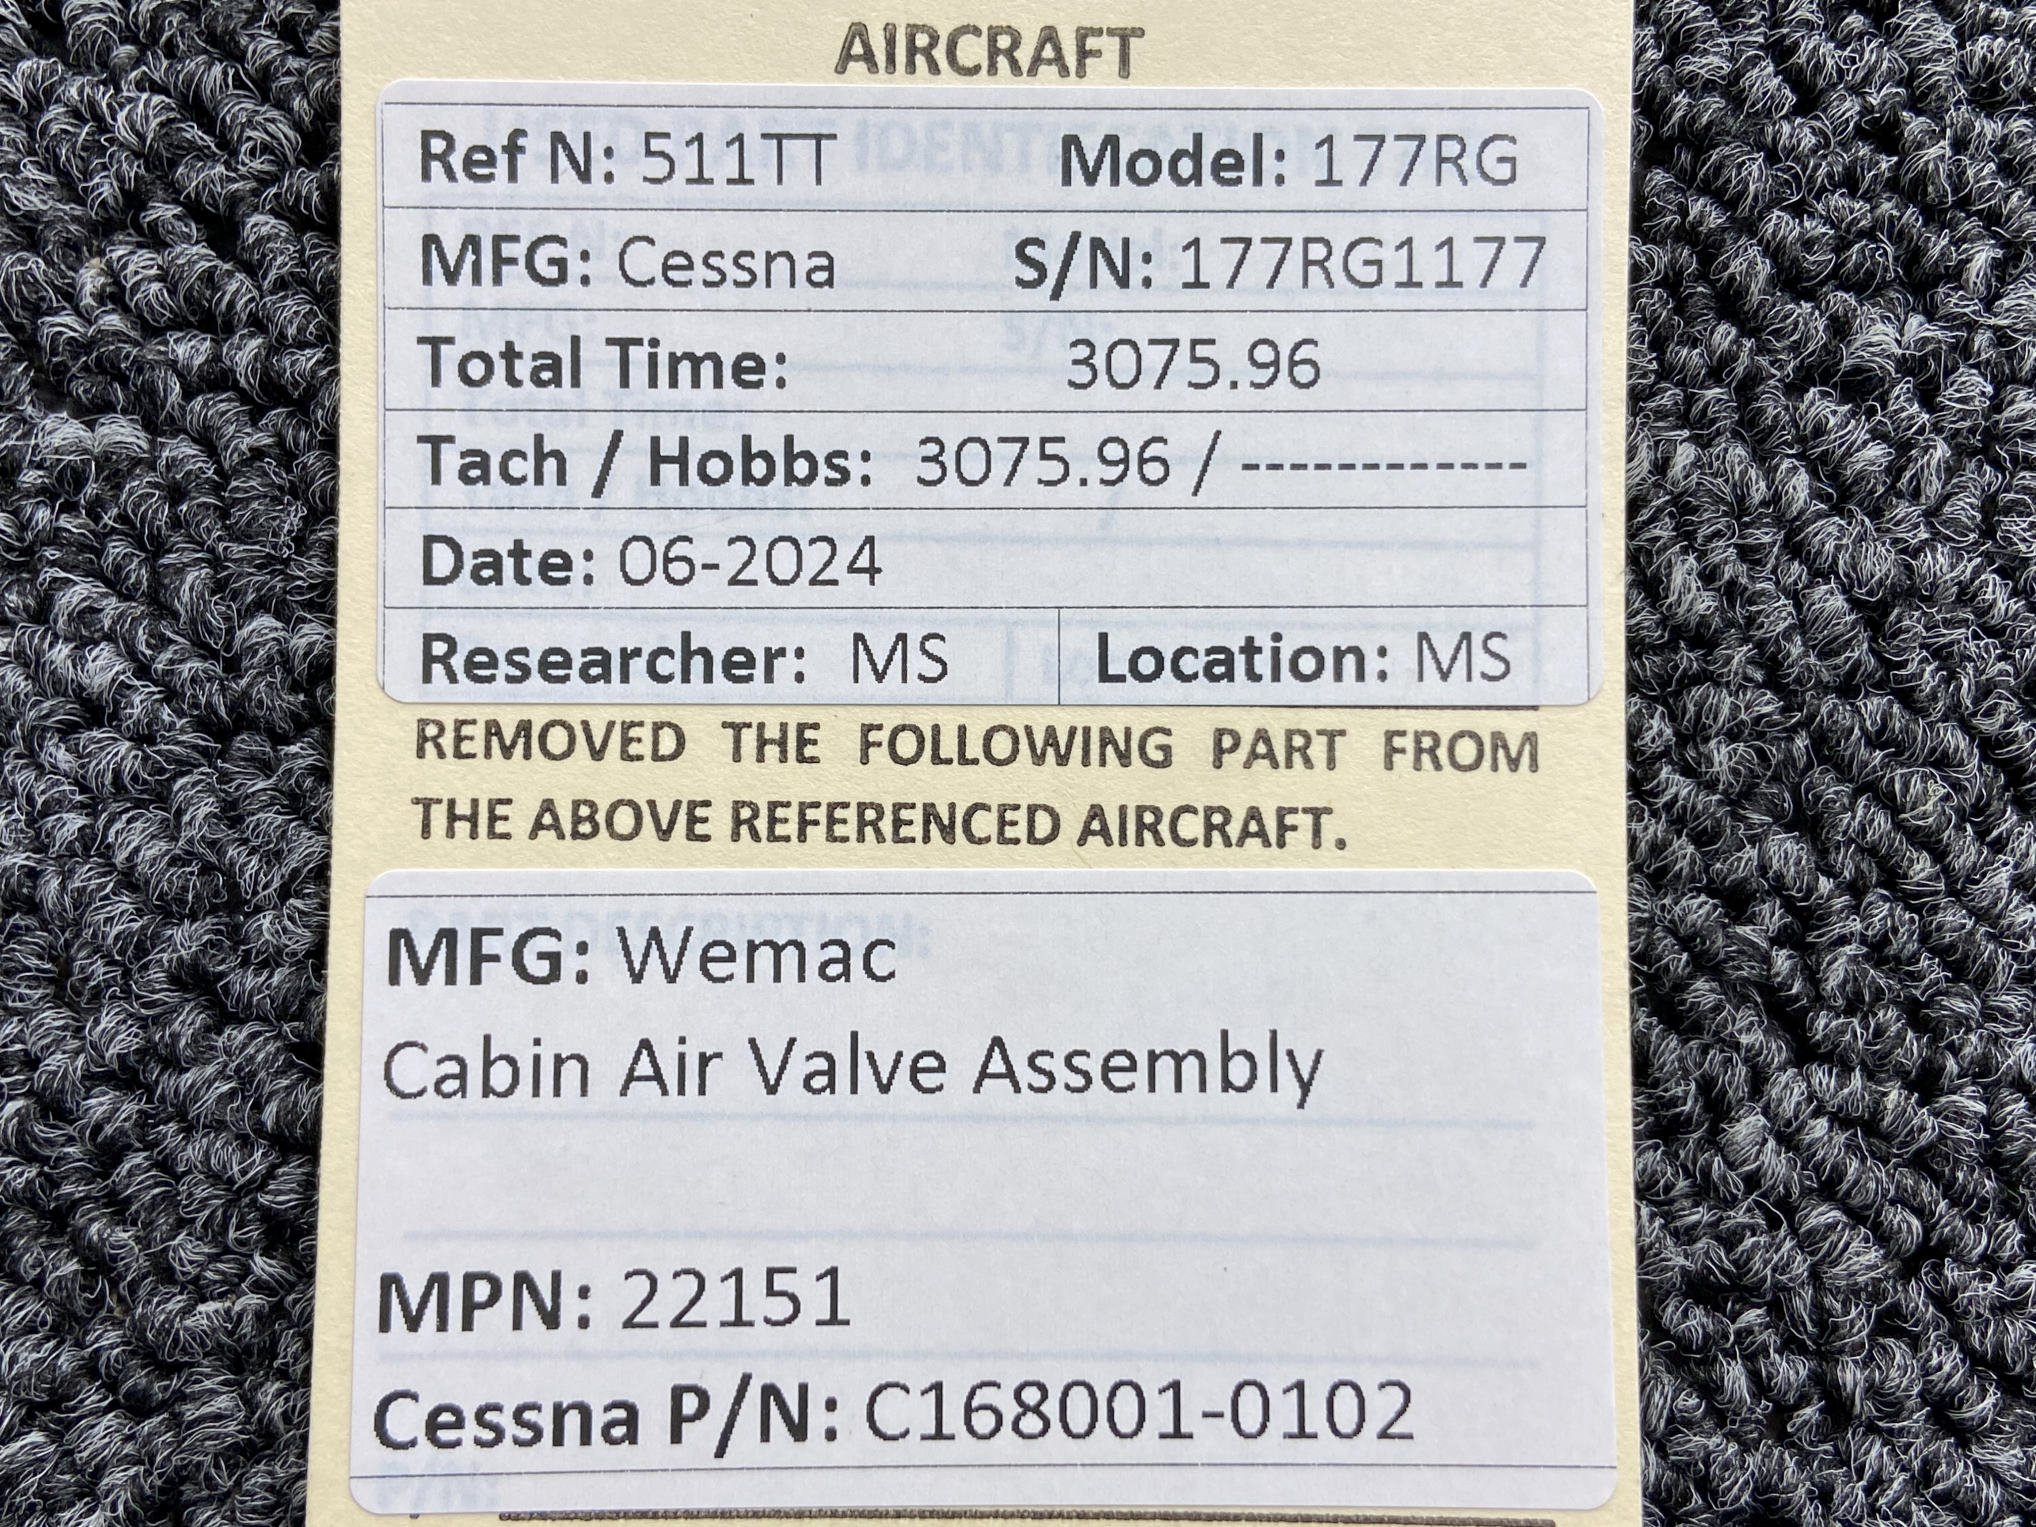 AIRCRAFT
Ref N: 511TT Model: 177RG
MFG: Cessna S/N: 177RG1177
Total Time: 3075.96
Tach / Hobbs: 3075.96 / ------------
Date: 06-2024
Researcher: MS Location: MS
REMOVED THE FOLLOWING PART FROM
THE ABOVE REFERENCED AIRCRAFT.
MFG: Wemac
Cabin Air Valve Assembly
MPN: 22151
Cessna P/N: C168001-0102